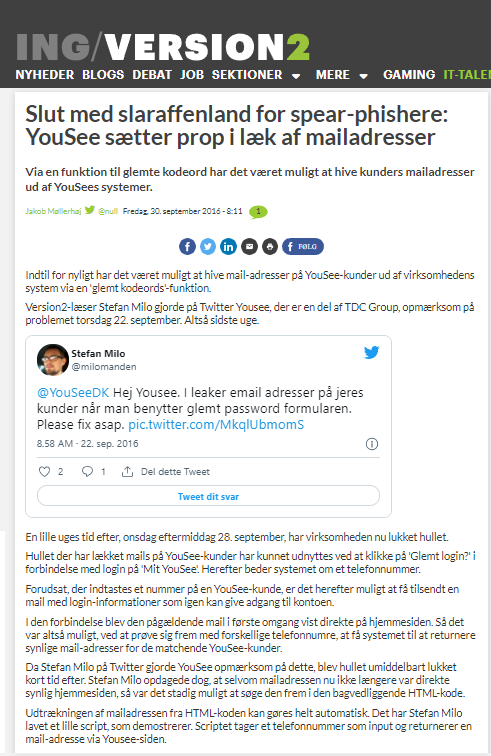 ING/VERSION2
NYHEDER BLOGS DEBAT JOB SEKTIONER MERE GAMING IT-TALEN
Slut med slaraffenland for spear-phishere:
YouSee sætter prop i læk af mailadresser
Via en funktion til glemte kodeord har det været muligt at hive kunders mailadresser
ud af YouSees systemer.
Jakob Møllerhøj @null Fredag, 30. september 2016 - 8:11 1
f FØLG
Indtil for nyligt har det været muligt at hive mail-adresser på YouSee-kunder ud af virksomhedens
system via en 'glemt kodeords'-funktion.
Version2-læser Stefan Milo gjorde på Twitter Yousee, der er en del af TDC Group, opmærksom på
problemet torsdag 22. september. Altså sidste uge.
Stefan Milo
@milomanden
@YouSeeDK Hej Yousee. I leaker email adresser på jeres
kunder når man benytter glemt password formularen.
Please fix asap. pic.twitter.com/MkqlUbmomS
8.58 AM · 22. sep. 2016
2 1 Del dette Tweet
Tweet dit svar
En lille uges tid efter, onsdag eftermiddag 28. september, har virksomheden nu lukket hullet.
Hullet der har lækket mails på YouSee-kunder har kunnet udnyttes ved at klikke på 'Glemt login?' i
forbindelse med login på 'Mit YouSee'. Herefter beder systemet om et telefonnummer.
Forudsat, der indtastes et nummer på en YouSee-kunde, er det herefter muligt at få tilsendt en
mail med login-informationer som igen kan give adgang til kontoen.
I den forbindelse blev den pågældende mail i første omgang vist direkte på hjemmesiden. Så det
var altså muligt, ved at prøve sig frem med forskellige telefonnumre, at få systemet til at returnere
synlige mail-adresser for de matchende YouSee-kunder.
Da Stefan Milo på Twitter gjorde YouSee opmærksom på dette, blev hullet umiddelbart lukket
kort tid efter. Stefan Milo opdagede dog, at selvom mailadressen nu ikke længere var direkte
synlig hjemmesiden, så var det stadig muligt at søge den frem i den bagvedliggende HTML-kode.
Udtrækningen af mailadressen fra HTML-koden kan gøres helt automatisk. Det har Stefan Milo
lavet et lille script, som demostrerer. Scriptet tager et telefonnummer som input og returnerer en
mail-adresse via Yousee-siden.